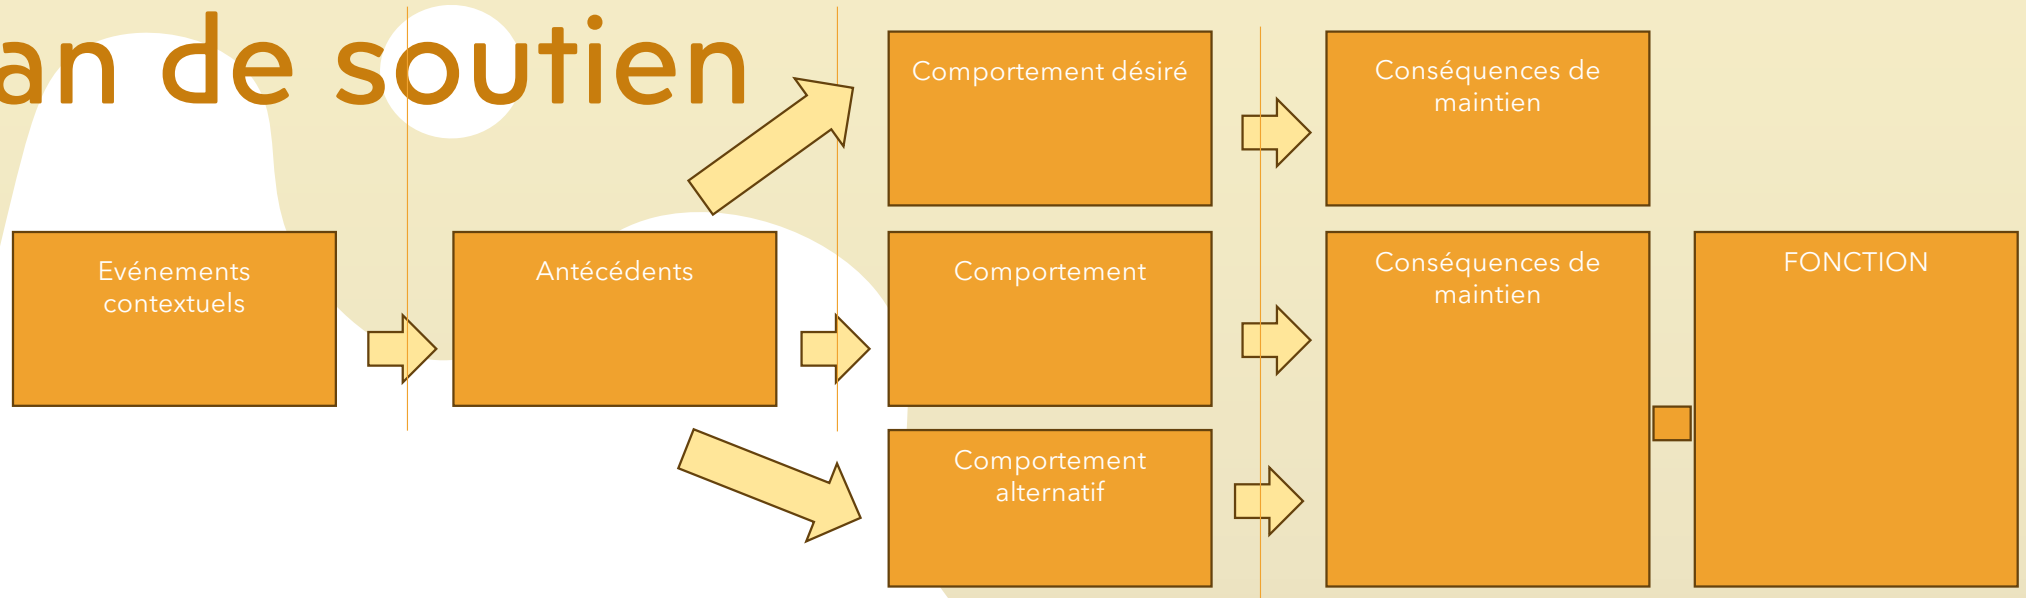 an de soutien
Comportement désiré
Conséquences de
maintien
Evénements
contextuels
Antécédents
Comportement
Conséquences de
maintien
FONCTION
Comportement
alternatif